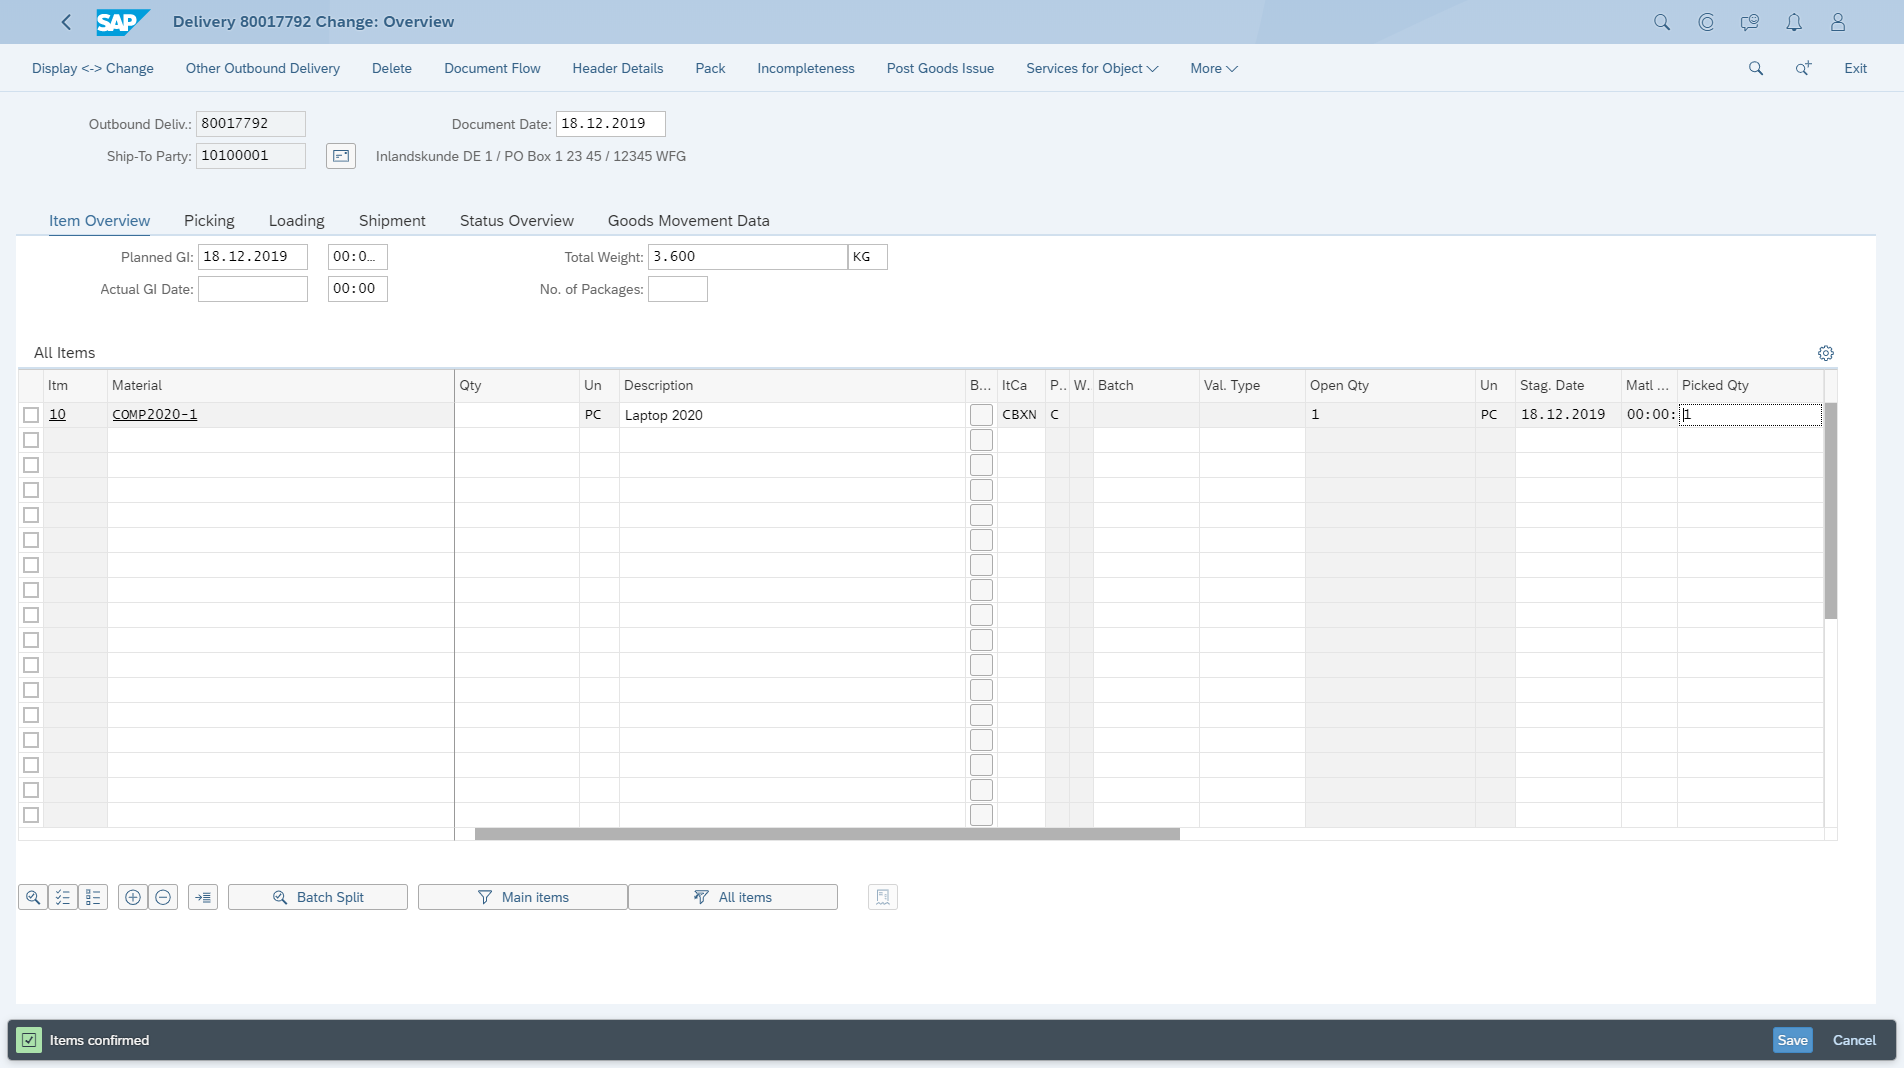 SAP Delivery 80017792 Change: Overview
Display <-> Change Other Outbound Delivery Delete Document Flow Header Details Pack Incompleteness Post Goods Issue Services for Object More Exit
Outbound Deliv.: 80017792 Document Date: 18.12.2019
Ship-To Party: 10100001 Inlandskunde DE 1 / PO Box 1 23 45 / 12345 WFG
Item Overview Picking Loading Shipment Status Overview Goods Movement Data
Planned GI: 18.12.2019 00:0... Total Weight: 3.600 KG
Actual GI Date: 00:00 No. of Packages:
All Items
Itm Material Qty Un Description B... ItCa P.. W. Batch Val. Type Open Qty Un Stag. Date Matl ... Picked Qty
10 COMP2020-1 PC Laptop 2020 CBXN C 1 PC 18.12.2019 00:00: 1
Batch Split Main items All items
Items confirmed Save Cancel